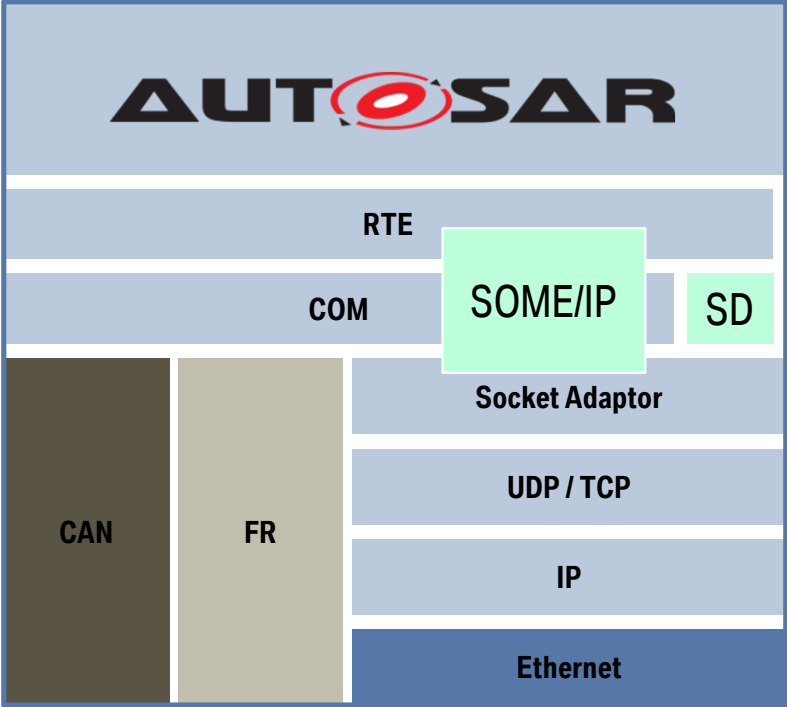 AUTOSAR
RTE
COM
SOME/IP
SD
Socket Adaptor
UDP / TCP
CAN
FR
IP
Ethernet